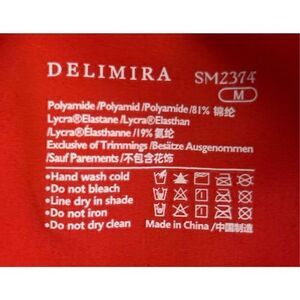 DELIMIRA SM2374
M
Polyamide/Polyamid/Polyamide/81% 锦纶
Lycra®Elastane/Lycra®Elasthan
/Lycra®Élasthanne/19% 氨纶
Exclusive of Trimmings/Besätze Ausgenommen
/Sauf Parements/不包含花饰
•Hand wash cold
•Do not bleach
•Line dry in shade
•Do not iron
•Do not dry clean
Made in China/中国制造